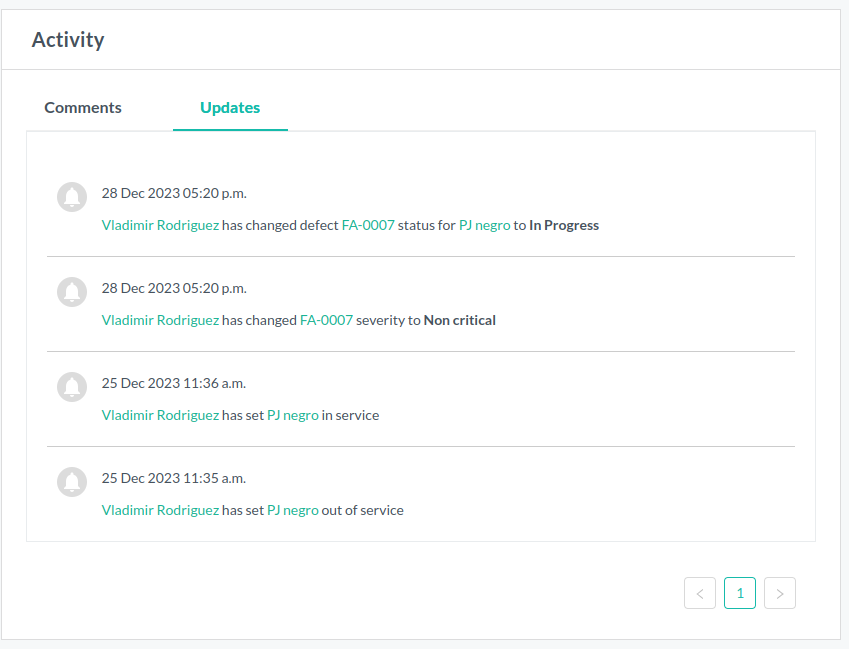 Activity
Comments Updates
28 Dec 2023 05:20 p.m.
Vladimir Rodriguez has changed defect FA-0007 status for PJ negro to In Progress
28 Dec 2023 05:20 p.m.
Vladimir Rodriguez has changed FA-0007 severity to Non critical
25 Dec 2023 11:36 a.m.
Vladimir Rodriguez has set PJ negro in service
25 Dec 2023 11:35 a.m.
Vladimir Rodriguez has set PJ negro out of service
< 1 >